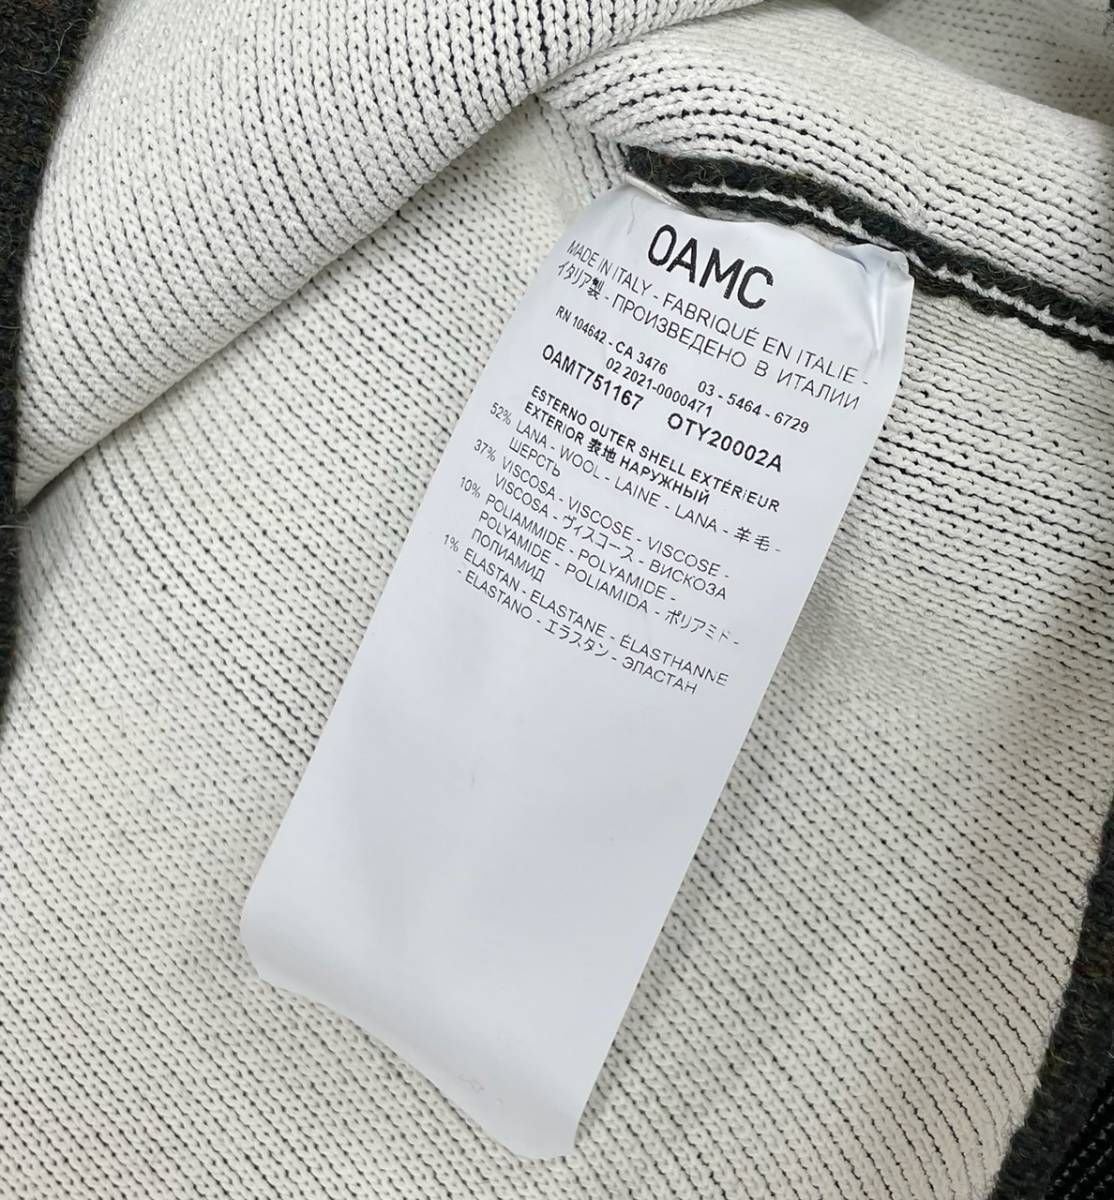 OAMC
MADE IN ITALY - FABRIQUÉ EN ITALIE -
イタリア製 - ПРОИЗВЕДЕНО В ИТАЛИИ
RN 104642 - CA 3476 03 - 5464 - 6729
02 2021-0000471
OAMT751167 OTY20002A
ESTERNO OUTER SHELL EXTÉRIEUR
EXTERIOR 表地 НАРУЖНЫЙ
52% LANA - WOOL - LAINE - LANA - 羊毛 -
ШЕРСТЬ
37% VISCOSA - VISCOSE - VISCOSE -
VISCOSA - ヴィスコース - ВИСКОЗА
10% POLIAMMIDE - POLYAMIDE -
POLYAMIDE - POLIAMIDA - ポリアミド -
ПОЛИАМИД
1% ELASTAN - ELASTANE - ÉLASTHANNE
- ELASTANO - エラスタン - ЭЛАСТАН